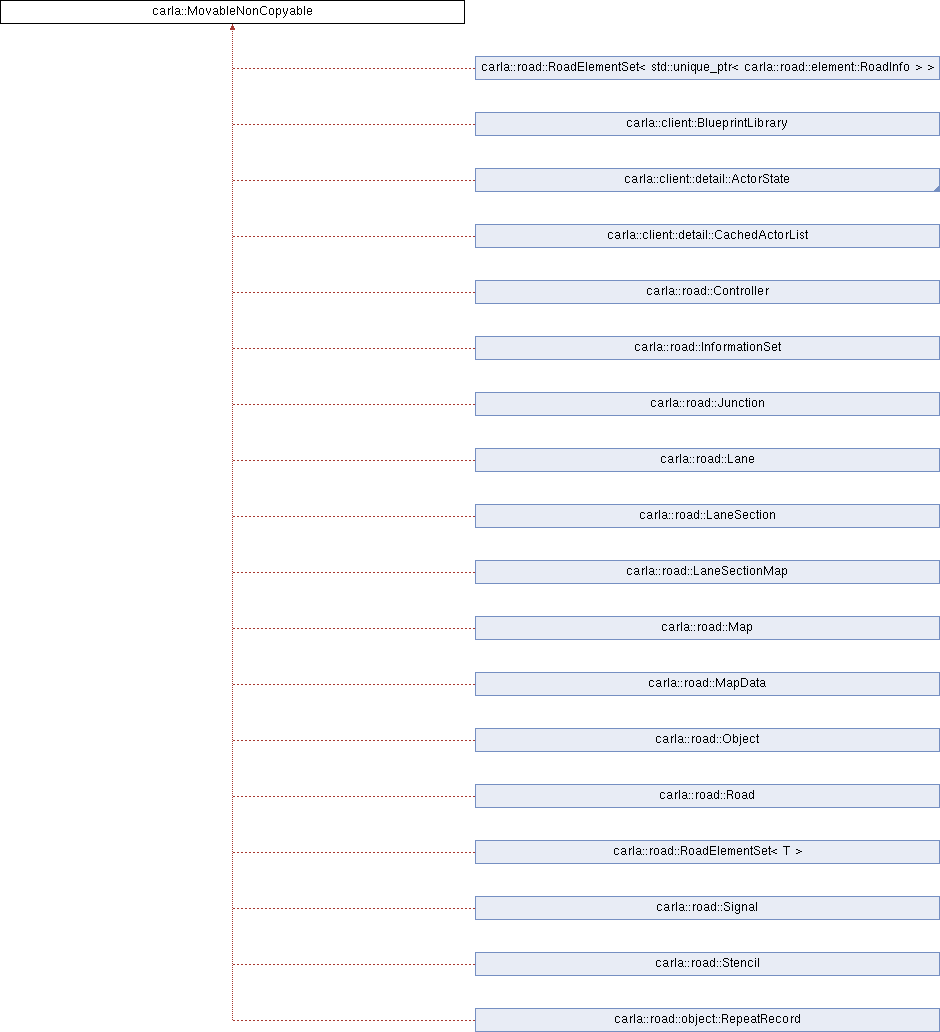 carla::MovableNonCopyable
carla::road::RoadElementSet< std::unique_ptr< carla::road::element::RoadInfo > >
carla::client::BlueprintLibrary
carla::client::detail::ActorState
carla::client::detail::CachedActorList
carla::road::Controller
carla::road::InformationSet
carla::road::Junction
carla::road::Lane
carla::road::LaneSection
carla::road::LaneSectionMap
carla::road::Map
carla::road::MapData
carla::road::Object
carla::road::Road
carla::road::RoadElementSet< T >
carla::road::Signal
carla::road::Stencil
carla::road::object::RepeatRecord